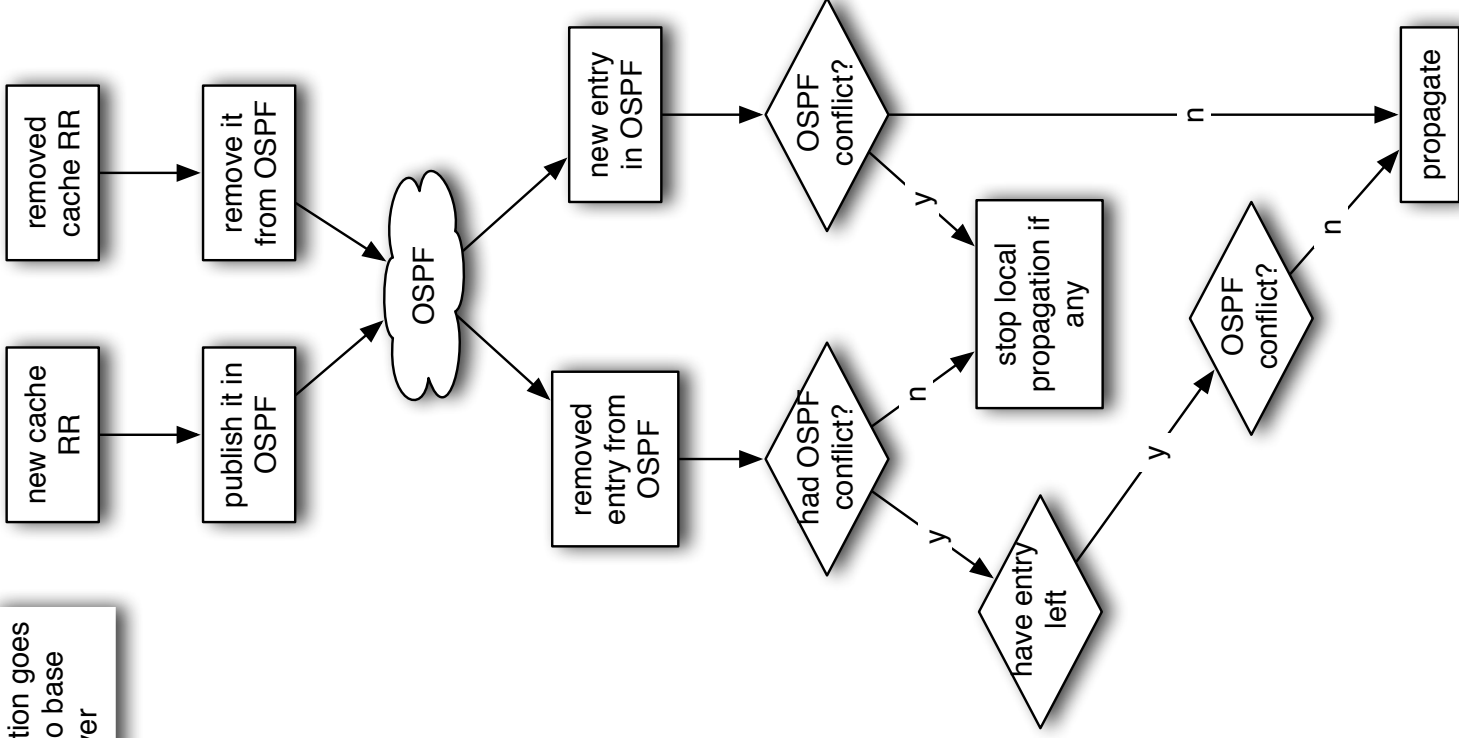 removed
cache RR
new cache
RR
remove it
from OSPF
publish it in
OSPF
tion goes
o base
ver
OSPF
new entry
in OSPF
removed
entry from
OSPF
OSPF
conflict?
had OSPF
conflict?
y
n
n
y
stop local
propagation if
any
have entry
left
y
OSPF
conflict?
n
propagate